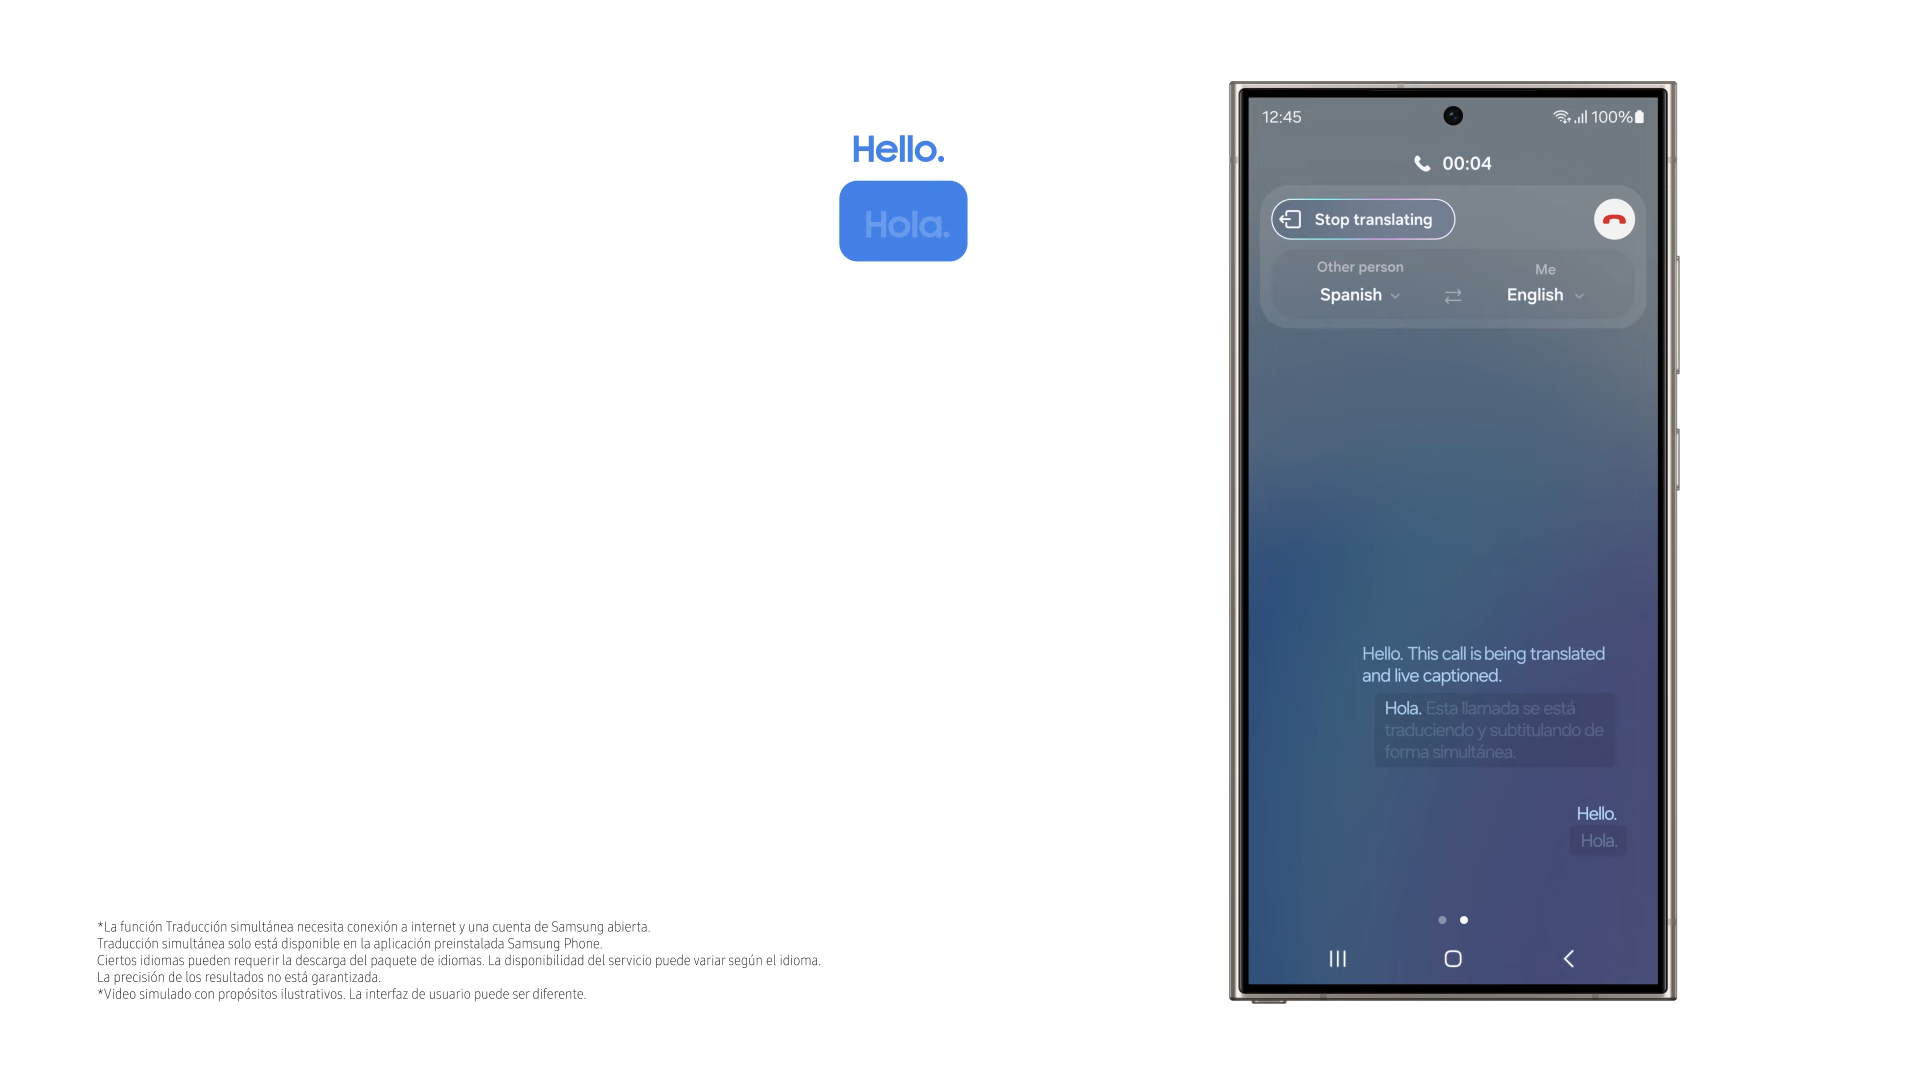 Hello.
Hola.
12:45
100%
00:04
Stop translating
Other person
Me
Spanish
English
Hello. This call is being translated
and live captioned.
Hola. Esta llamada se está
traduciendo y subtitulando de
forma simultánea.
Hello.
Hola.
*La función Traducción simultánea necesita conexión a internet y una cuenta de Samsung abierta.
Traducción simultánea solo está disponible en la aplicación preinstalada Samsung Phone.
Ciertos idiomas pueden requerir la descarga del paquete de idiomas. La disponibilidad del servicio puede variar según el idioma.
La precisión de los resultados no está garantizada.
*Video simulado con propósitos ilustrativos. La interfaz de usuario puede ser diferente.